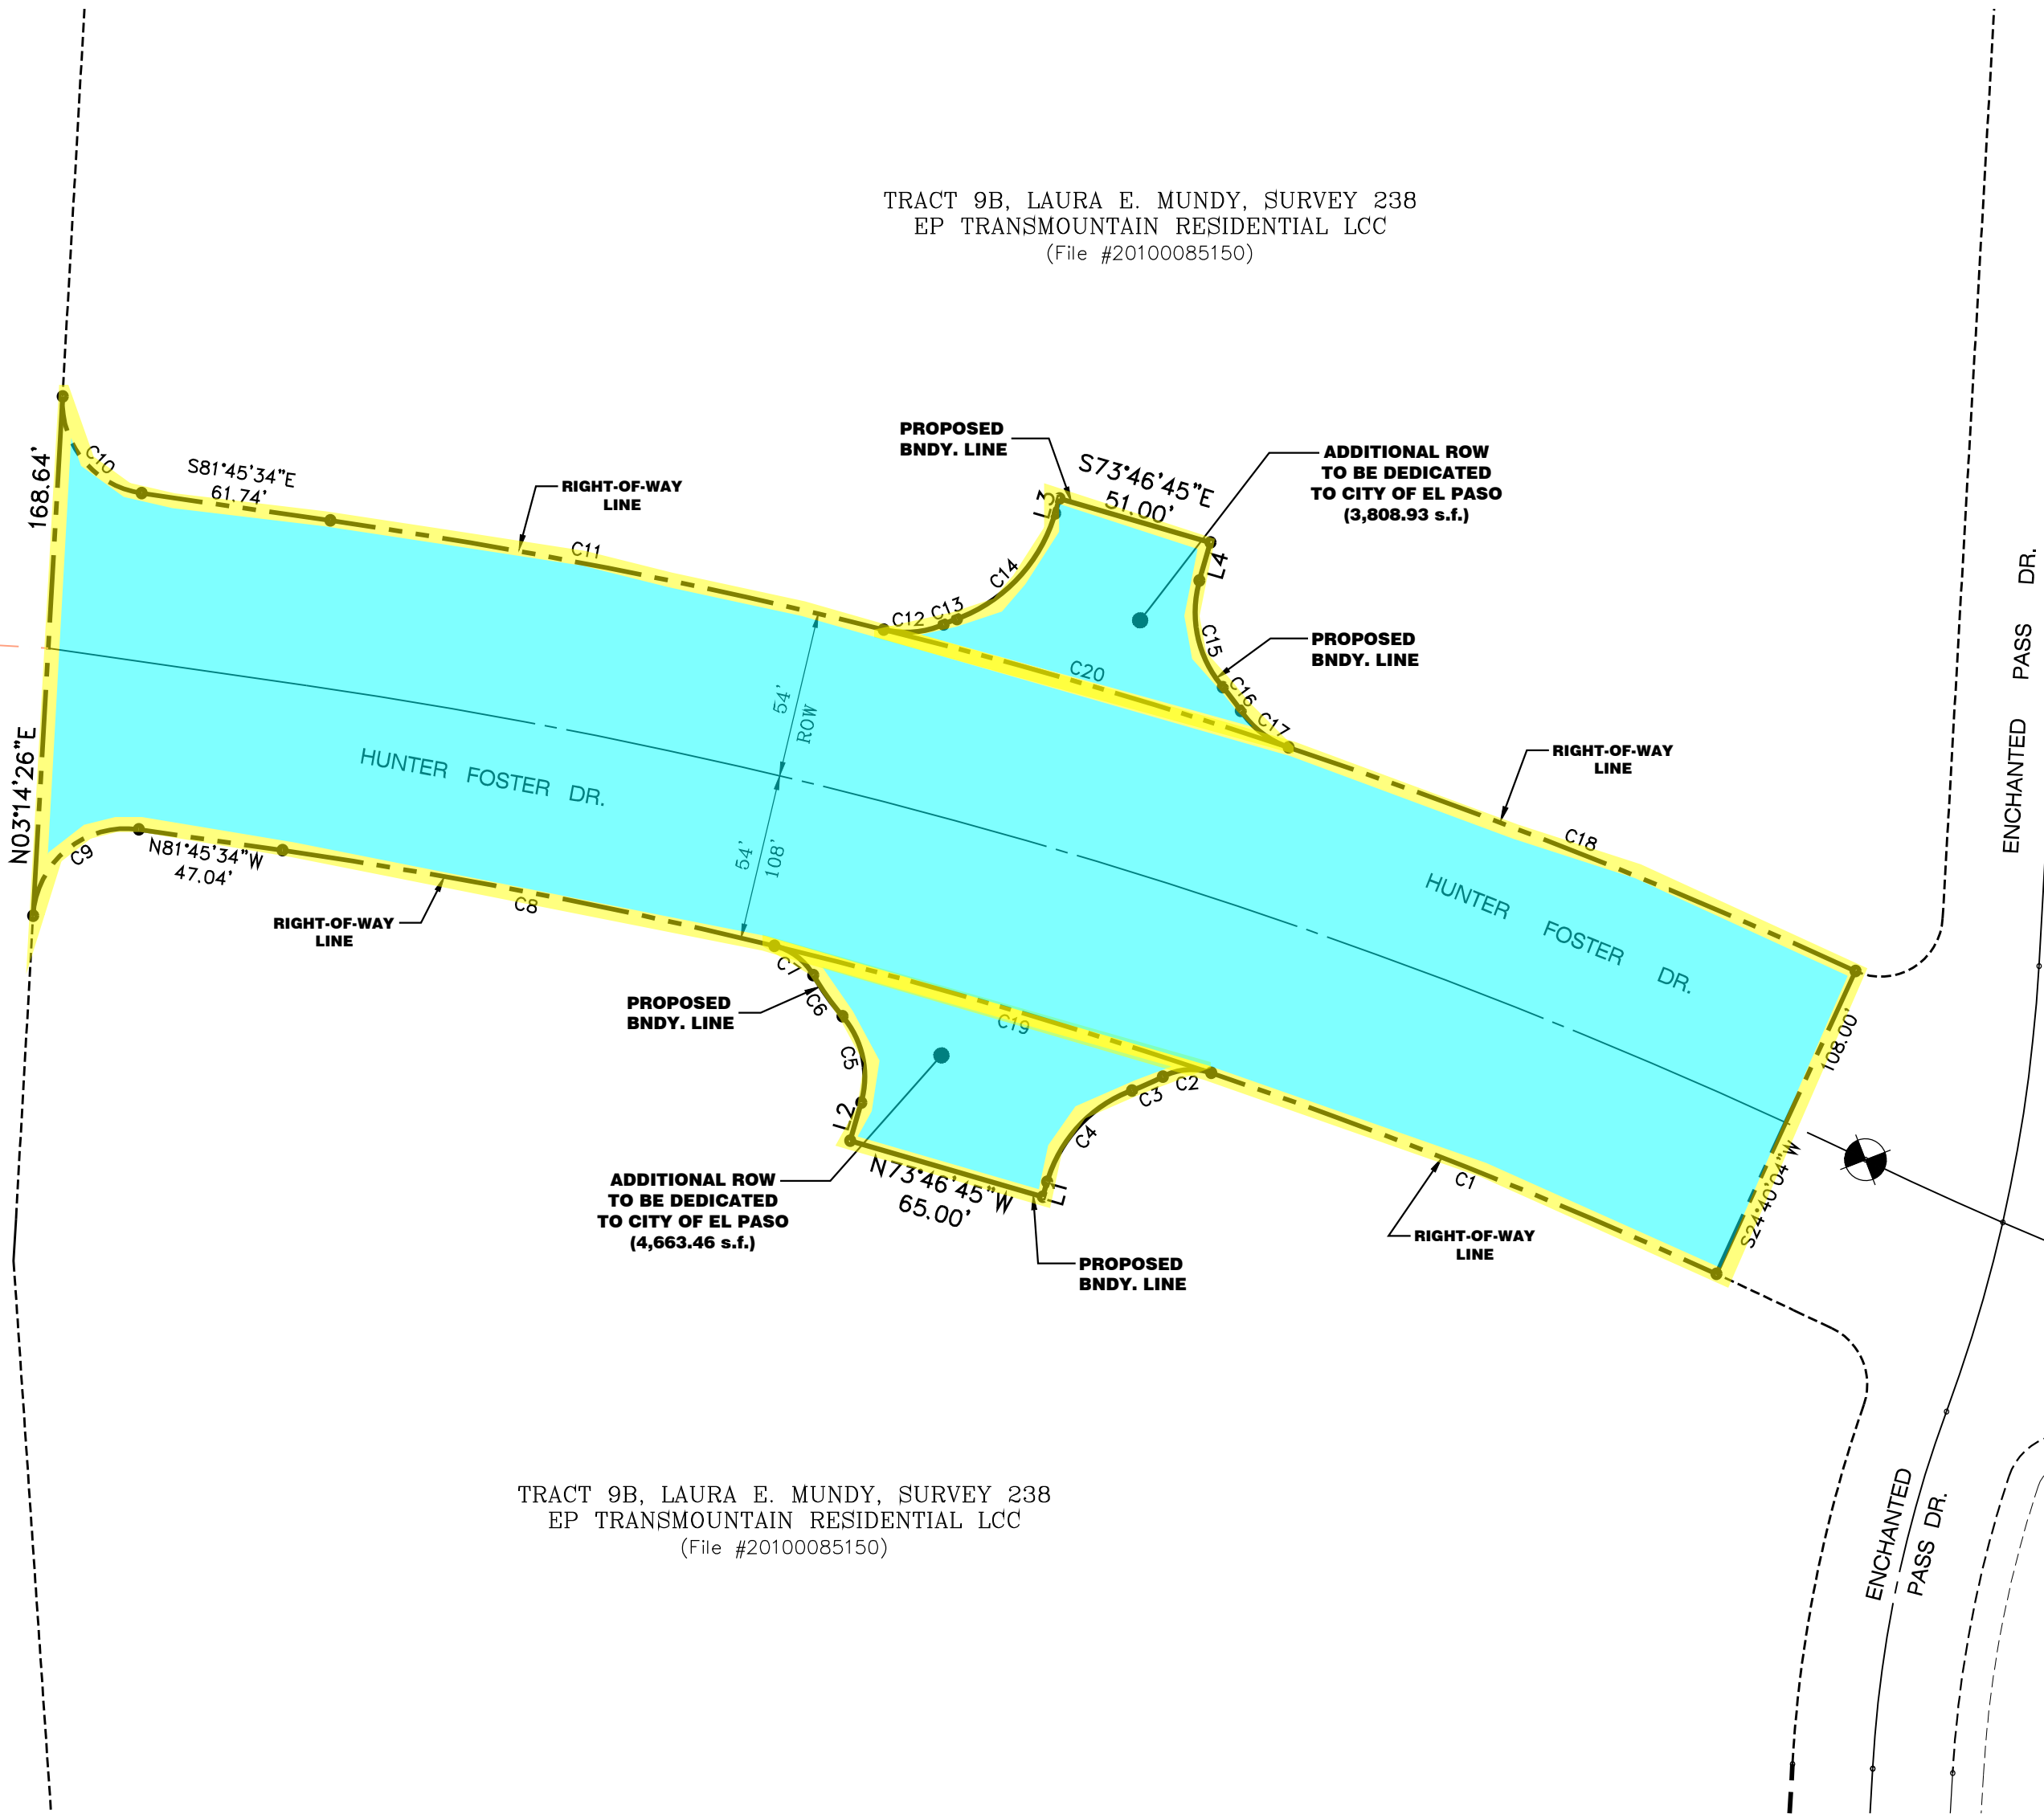 TRACT 9B, LAURA E. MUNDY, SURVEY 238
EP TRANSMOUNTAIN RESIDENTIAL LCC
(File #20100085150)
PROPOSED
BNDY. LINE
S73°46'45"E
51.00'
ADDITIONAL ROW
TO BE DEDICATED
TO CITY OF EL PASO
(3,808.93 s.f.)
168.64'
C10
S81°45'34"E
61.74'
RIGHT-OF-WAY
LINE
C11
L3
L4
C14
C12
C13
C15
PROPOSED
BNDY. LINE
C20
C16
C17
54'
ROW
N03°14'26"E
HUNTER FOSTER DR.
54'
108'
RIGHT-OF-WAY
LINE
C18
ENCHANTED PASS DR.
C9
N81°45'34"W
47.04'
C8
RIGHT-OF-WAY
LINE
HUNTER FOSTER DR.
C7
PROPOSED
BNDY. LINE
C6
C19
C5
C2
C3
C4
L2
L1
108.00'
S24°40'04"W
ADDITIONAL ROW
TO BE DEDICATED
TO CITY OF EL PASO
(4,663.46 s.f.)
N73°46'45"W
65.00'
C1
RIGHT-OF-WAY
LINE
PROPOSED
BNDY. LINE
TRACT 9B, LAURA E. MUNDY, SURVEY 238
EP TRANSMOUNTAIN RESIDENTIAL LCC
(File #20100085150)
ENCHANTED
PASS DR.